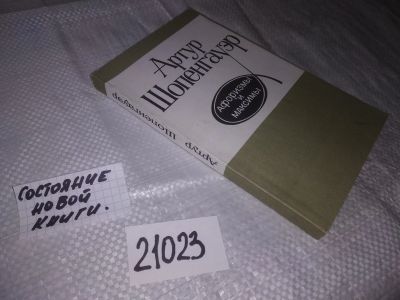 Артур
Шопенгауэр
Афоризмы
и
максимы
Артур Шопенгауэр
СОСТОЯНИЕ
НОВОЙ
КНИГИ.
21023